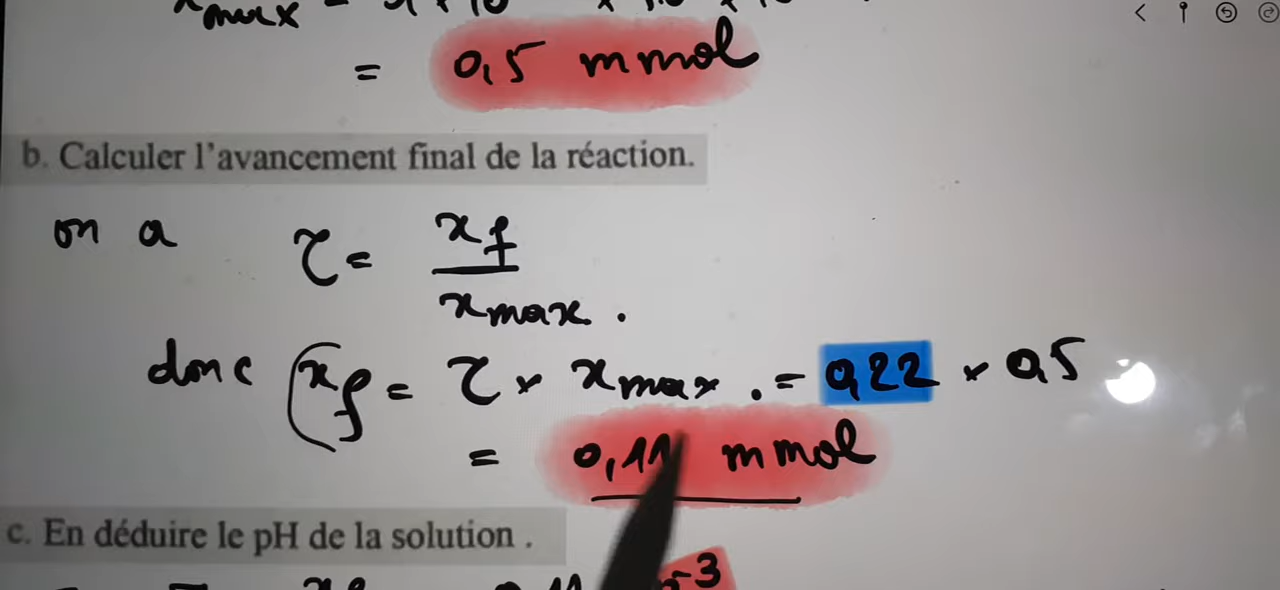 = 0,5 mmol
b. Calculer l'avancement final de la réaction.
on a τ = xf / xmax.
donc (xf = τ × xmax. = 0,22 × 0,5
= 0,11 mmol
c. En déduire le pH de la solution .